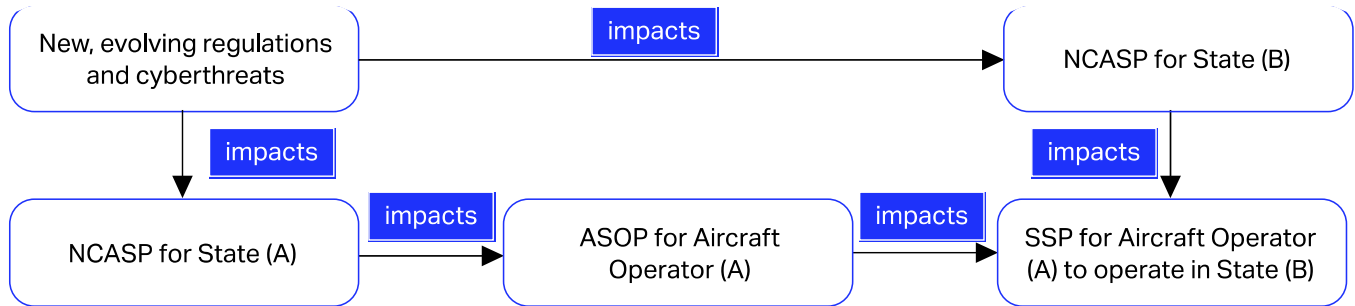 New, evolving regulations
and cyberthreats
impacts
NCASP for State (B)
impacts
impacts
NCASP for State (A)
impacts
ASOP for Aircraft
Operator (A)
impacts
SSP for Aircraft Operator
(A) to operate in State (B)